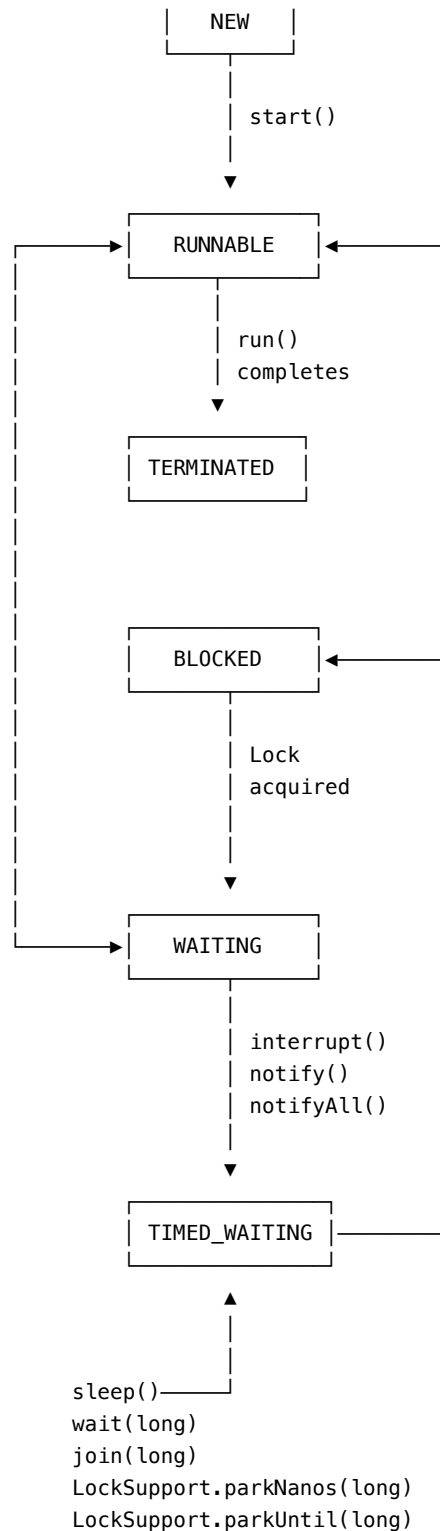 NEW
start()
RUNNABLE
run()
completes
TERMINATED
BLOCKED
Lock
acquired
WAITING
interrupt()
notify()
notifyAll()
TIMED_WAITING
sleep()
wait(long)
join(long)
LockSupport.parkNanos(long)
LockSupport.parkUntil(long)